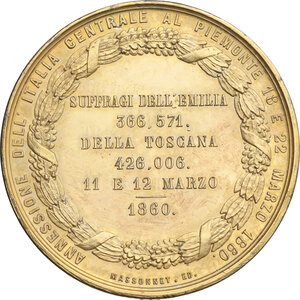 ANNESSIONE DELL'ITALIA CENTRALE AL PIEMONTE 18 E 22 MARZO 1860.
SUFFRAGI DELL'EMILIA
366,571.
DELLA TOSCANA
426,006.
11 E 12 MARZO
1860.
MASSONNET. ED.